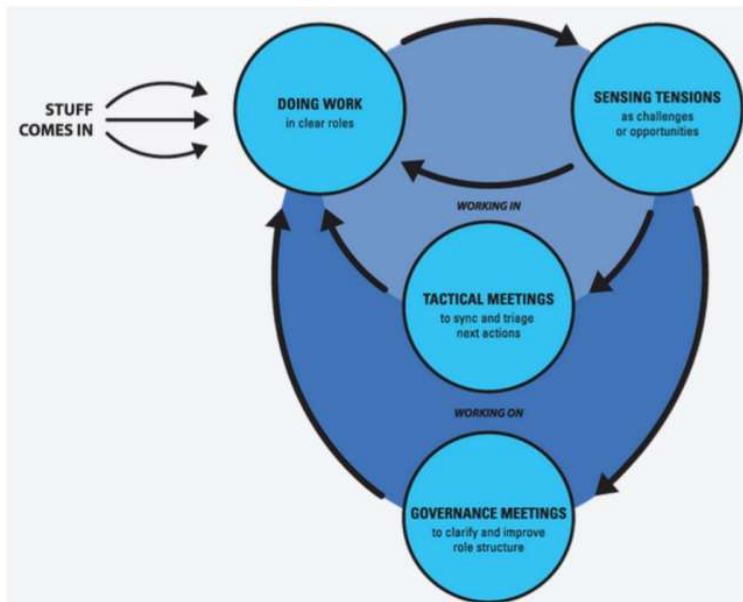 STUFF
COMES IN
DOING WORK
in clear roles
SENSING TENSIONS
as challenges
or opportunities
WORKING IN
TACTICAL MEETINGS
to sync and triage
next actions
WORKING ON
GOVERNANCE MEETINGS
to clarify and improve
role structure